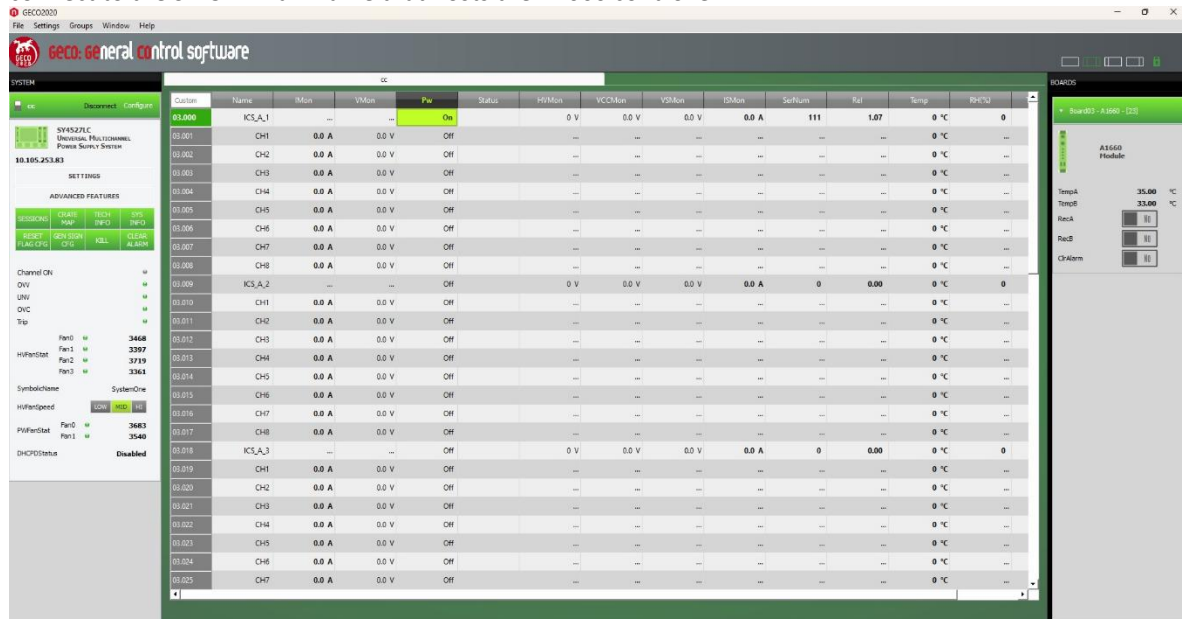 GECO2020
File Settings Groups Window Help
GECO: GEneral COntrol software
SYSTEM
cc Disconnect Configure
SY4527LC
UNIVERSAL MULTICHANNEL
POWER SUPPLY SYSTEM
10.105.253.83
SETTINGS
ADVANCED FEATURES
SESSIONS CRATE MAP TECH INFO SYS INFO
RESET FLAG CFG GEN SIGN CFG KILL CLEAR ALARM
Channel ON
OVV
UNV
OVC
Trip
HVFanStat
Fan0 3468
Fan1 3397
Fan2 3719
Fan3 3361
SymbolicName SystemOne
HVFanSpeed LOW MID HI
PWFanStat
Fan0 3683
Fan1 3540
DHCPDStatus Disabled
cc
Custom Name IMon VMon Pw Status HVMon VCCMon VSMon ISMon SerNum Rel Temp RH(%)
03.000 ICS_A_1 ... ... On 0 V 0.0 V 0.0 V 0.0 A 111 1.07 0 °C 0
03.001 CH1 0.0 A 0.0 V Off ... ... ... ... ... ... 0 °C ...
03.002 CH2 0.0 A 0.0 V Off ... ... ... ... ... ... 0 °C ...
03.003 CH3 0.0 A 0.0 V Off ... ... ... ... ... ... 0 °C ...
03.004 CH4 0.0 A 0.0 V Off ... ... ... ... ... ... 0 °C ...
03.005 CH5 0.0 A 0.0 V Off ... ... ... ... ... ... 0 °C ...
03.006 CH6 0.0 A 0.0 V Off ... ... ... ... ... ... 0 °C ...
03.007 CH7 0.0 A 0.0 V Off ... ... ... ... ... ... 0 °C ...
03.008 CH8 0.0 A 0.0 V Off ... ... ... ... ... ... 0 °C ...
03.009 ICS_A_2 ... ... Off 0 V 0.0 V 0.0 V 0.0 A 0 0.00 0 °C 0
03.010 CH1 0.0 A 0.0 V Off ... ... ... ... ... ... 0 °C ...
03.011 CH2 0.0 A 0.0 V Off ... ... ... ... ... ... 0 °C ...
03.012 CH3 0.0 A 0.0 V Off ... ... ... ... ... ... 0 °C ...
03.013 CH4 0.0 A 0.0 V Off ... ... ... ... ... ... 0 °C ...
03.014 CH5 0.0 A 0.0 V Off ... ... ... ... ... ... 0 °C ...
03.015 CH6 0.0 A 0.0 V Off ... ... ... ... ... ... 0 °C ...
03.016 CH7 0.0 A 0.0 V Off ... ... ... ... ... ... 0 °C ...
03.017 CH8 0.0 A 0.0 V Off ... ... ... ... ... ... 0 °C ...
03.018 ICS_A_3 ... ... Off 0 V 0.0 V 0.0 V 0.0 A 0 0.00 0 °C 0
03.019 CH1 0.0 A 0.0 V Off ... ... ... ... ... ... 0 °C ...
03.020 CH2 0.0 A 0.0 V Off ... ... ... ... ... ... 0 °C ...
03.021 CH3 0.0 A 0.0 V Off ... ... ... ... ... ... 0 °C ...
03.022 CH4 0.0 A 0.0 V Off ... ... ... ... ... ... 0 °C ...
03.023 CH5 0.0 A 0.0 V Off ... ... ... ... ... ... 0 °C ...
03.024 CH6 0.0 A 0.0 V Off ... ... ... ... ... ... 0 °C ...
03.025 CH7 0.0 A 0.0 V Off ... ... ... ... ... ... 0 °C ...
BOARDS
Board03 - A1660 - [23]
A1660
Module
TempA 35.00 °C
TempB 33.00 °C
RecA
RecB
ClrAlarm